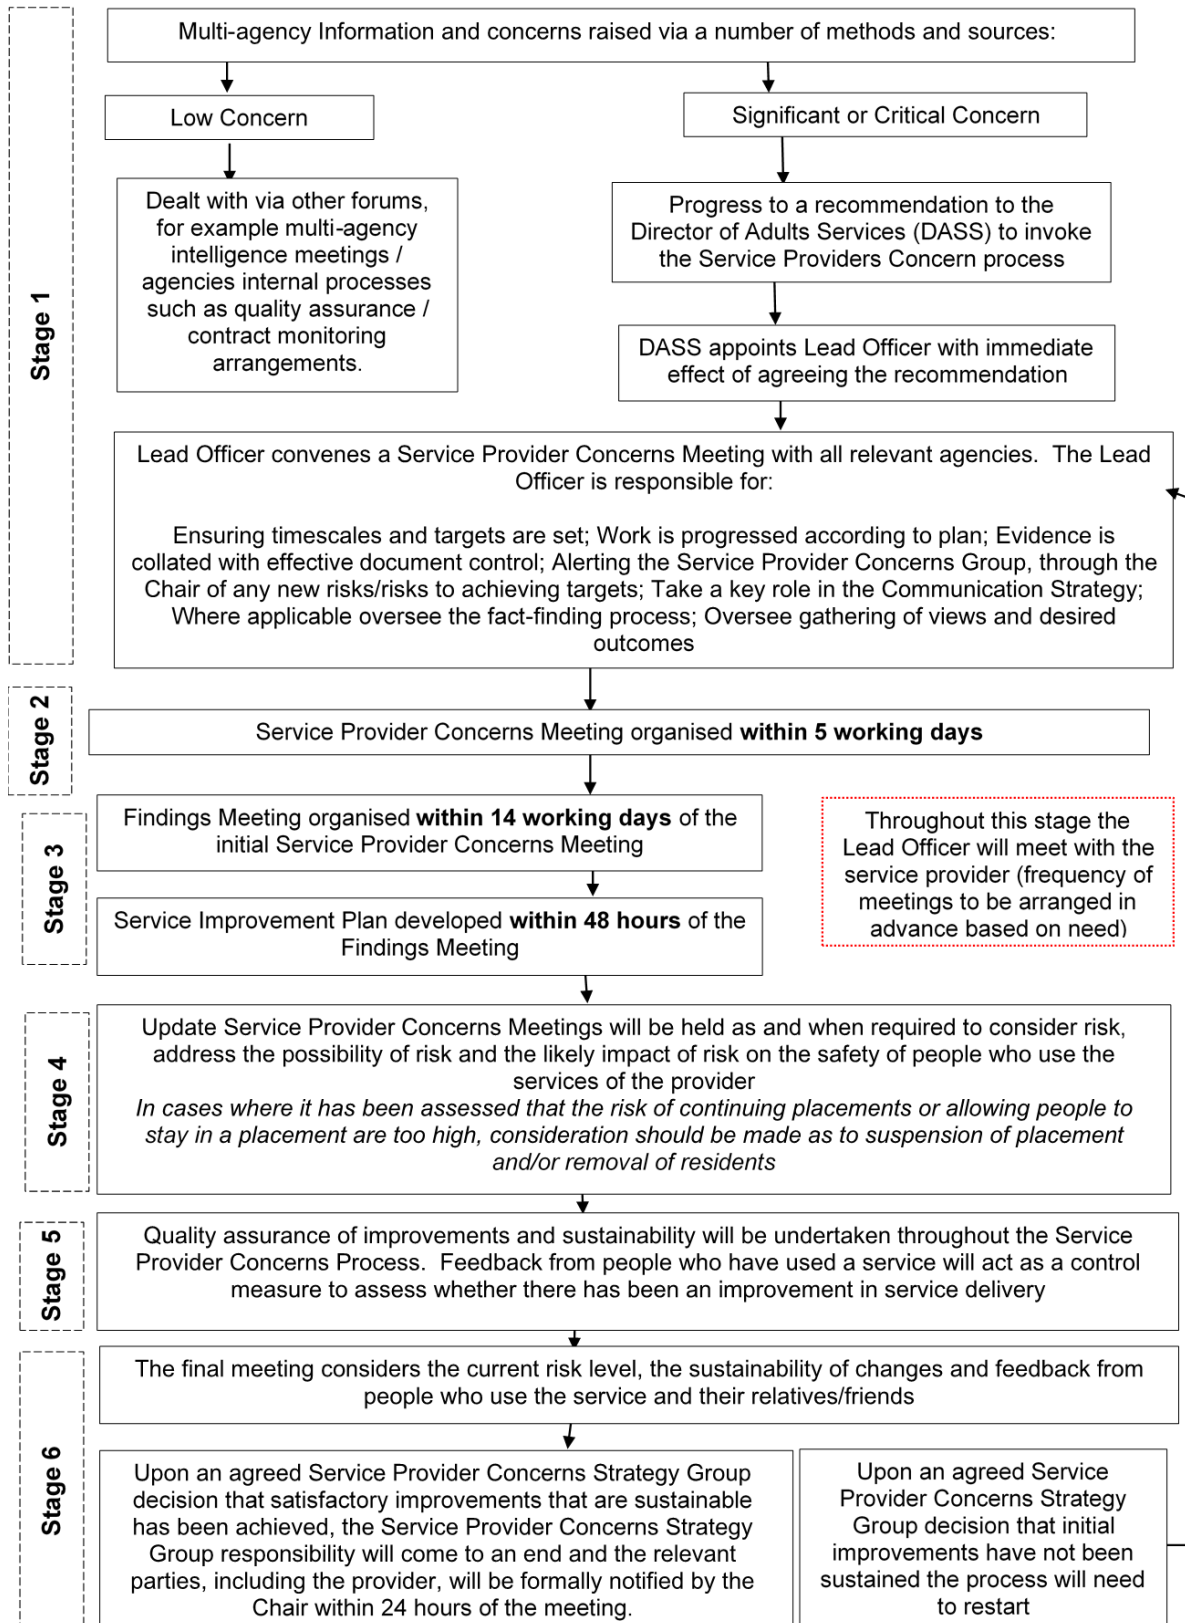 Multi-agency Information and concerns raised via a number of methods and sources:
Low Concern
Significant or Critical Concern
Dealt with via other forums,
for example multi-agency
intelligence meetings /
agencies internal processes
such as quality assurance /
contract monitoring
arrangements.
Progress to a recommendation to the
Director of Adults Services (DASS) to invoke
the Service Providers Concern process
DASS appoints Lead Officer with immediate
effect of agreeing the recommendation
Stage 1
Lead Officer convenes a Service Provider Concerns Meeting with all relevant agencies.  The Lead
Officer is responsible for:
Ensuring timescales and targets are set; Work is progressed according to plan; Evidence is
collated with effective document control; Alerting the Service Provider Concerns Group, through the
Chair of any new risks/risks to achieving targets; Take a key role in the Communication Strategy;
Where applicable oversee the fact-finding process; Oversee gathering of views and desired
outcomes
Stage 2
Service Provider Concerns Meeting organised within 5 working days
Stage 3
Findings Meeting organised within 14 working days of the
initial Service Provider Concerns Meeting
Service Improvement Plan developed within 48 hours of the
Findings Meeting
Throughout this stage the
Lead Officer will meet with the
service provider (frequency of
meetings to be arranged in
advance based on need)
Stage 4
Update Service Provider Concerns Meetings will be held as and when required to consider risk,
address the possibility of risk and the likely impact of risk on the safety of people who use the
services of the provider
In cases where it has been assessed that the risk of continuing placements or allowing people to
stay in a placement are too high, consideration should be made as to suspension of placement
and/or removal of residents
Stage 5
Quality assurance of improvements and sustainability will be undertaken throughout the Service
Provider Concerns Process.  Feedback from people who have used a service will act as a control
measure to assess whether there has been an improvement in service delivery
Stage 6
The final meeting considers the current risk level, the sustainability of changes and feedback from
people who use the service and their relatives/friends
Upon an agreed Service Provider Concerns Strategy Group
decision that satisfactory improvements that are sustainable
has been achieved, the Service Provider Concerns Strategy
Group responsibility will come to an end and the relevant
parties, including the provider, will be formally notified by the
Chair within 24 hours of the meeting.
Upon an agreed Service
Provider Concerns Strategy
Group decision that initial
improvements have not been
sustained the process will need
to restart